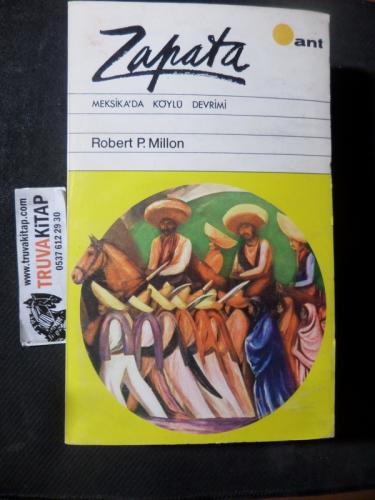 Zapata
ant
MEKSİKA'DA KÖYLÜ DEVRİMİ
Robert P. Millon
www.truvakitap.com
TRUVAKİTAP
0537 612 29 30